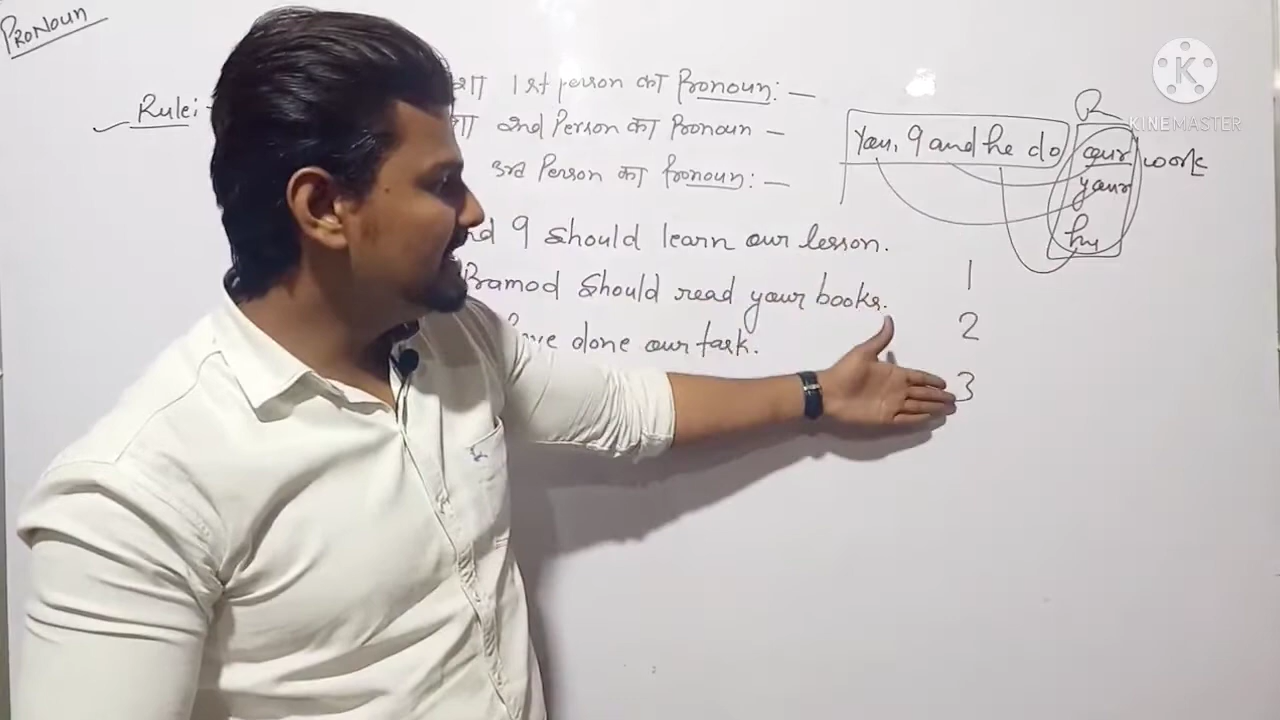 PRONOUN
Rule:-
1st person का Pronoun: —
2nd Person का Pronoun —
3rd Person का Pronoun: —
I should learn our lesson.
Pramod should read your books.
done our task.
You, I and he do our work
your
his
1
2
3
K
KINEMASTER